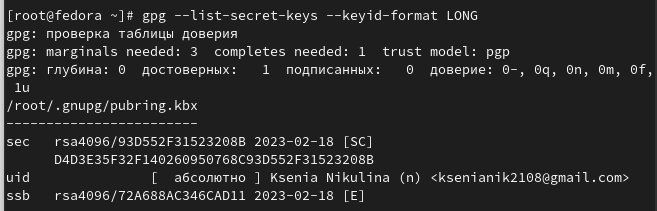 [root@fedora ~]# gpg --list-secret-keys --keyid-format LONG
gpg: проверка таблицы доверия
gpg: marginals needed: 3  completes needed: 1  trust model: pgp
gpg: глубина: 0  достоверных:   1  подписанных:   0  доверие: 0-, 0q, 0n, 0m, 0f,
 1u
/root/.gnupg/pubring.kbx
------------------------
sec   rsa4096/93D552F31523208B 2023-02-18 [SC]
      D4D3E35F32F140260950768C93D552F31523208B
uid               [  абсолютно ] Ksenia Nikulina (n) <ksenianik2108@gmail.com>
ssb   rsa4096/72A688AC346CAD11 2023-02-18 [E]